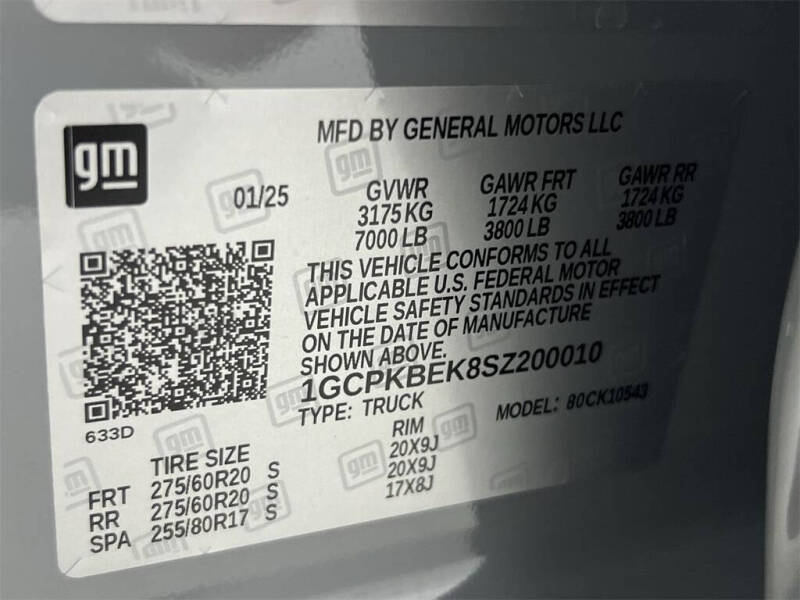 gm
MFD BY GENERAL MOTORS LLC
01/25
GVWR GAWR FRT GAWR RR
3175 KG 1724 KG 1724 KG
7000 LB 3800 LB 3800 LB
THIS VEHICLE CONFORMS TO ALL
APPLICABLE U.S. FEDERAL MOTOR
VEHICLE SAFETY STANDARDS IN EFFECT
ON THE DATE OF MANUFACTURE
SHOWN ABOVE.
1GCPKBEK8SZ200010
TYPE: TRUCK MODEL: 80CK10543
633D
TIRE SIZE RIM
FRT 275/60R20 S 20X9J
RR 275/60R20 S 20X9J
SPA 255/80R17 S 17X8J